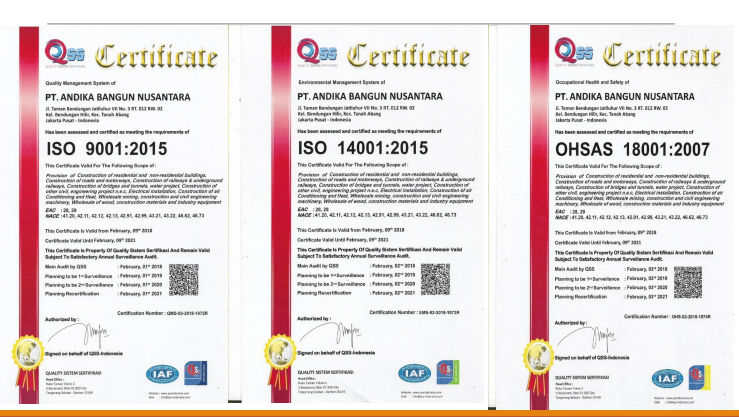 QSS Certificate
Quality Management System of
PT. ANDIKA BANGUN NUSANTARA
Jl. Taman Bendungan Jatiluhur VII No. 3 RT. 012 RW. 02
Kel. Bendungan Hilir, Kec. Tanah Abang
Jakarta Pusat - Indonesia
Has been assessed and certified as meeting the requirements of
ISO 9001:2015
This Certificate Valid For The Following Scope of :
Provision of Construction of residential and non-residential buildings,
Construction of roads and motorways, Construction of railways & underground
railways, Construction of bridges and tunnels, water project, Construction of
other civil, engineering project n.e.c, Electrical installation, Construction of air
Conditioning and Heat, Wholesale mining, construction and civil engineering
machinery, Wholesale of wood, construction materials and industry equipment
EAC : 28, 29
NACE : 41.20, 42.11, 42.12, 42.13, 42.91, 42.99, 43.21, 43.22, 46.62, 46.73
This Certificate is Valid from February, 09th 2018
Certificate Valid Until February, 09th 2021
This Certificate Is Property Of Quality Sistem Sertifikasi And Remain Valid
Subject To Satisfactory Annual Surveillance Audit.
Main Audit by QSS : February, 01st 2018
Planning to be 1st Surveillance : February, 01st 2019
Planning to be 2nd Surveillance : February, 01st 2020
Planning Recertification : February, 01st 2021
Certification Number : QMS-02-2018-1072R
Authorized by :
Signed on behalf of QSS-Indonesia
QUALITY SISTEM SERTIFIKASI
Head Office :
IAF
QSS
QSS Certificate
Environmental Management System of
PT. ANDIKA BANGUN NUSANTARA
Jl. Taman Bendungan Jatiluhur VII No. 3 RT. 012 RW. 02
Kel. Bendungan Hilir, Kec. Tanah Abang
Jakarta Pusat - Indonesia
Has been assessed and certified as meeting the requirements of
ISO 14001:2015
This Certificate Valid For The Following Scope of :
Provision of Construction of residential and non-residential buildings,
Construction of roads and motorways, Construction of railways & underground
railways, Construction of bridges and tunnels, water project, Construction of
other civil, engineering project n.e.c, Electrical installation, Construction of air
Conditioning and Heat, Wholesale mining, construction and civil engineering
machinery, Wholesale of wood, construction materials and industry equipment
EAC : 28, 29
NACE : 41.20, 42.11, 42.12, 42.13, 42.91, 42.99, 43.21, 43.22, 46.62, 46.73
This Certificate is Valid from February, 09th 2018
Certificate Valid Until February, 09th 2021
This Certificate Is Property Of Quality Sistem Sertifikasi And Remain Valid
Subject To Satisfactory Annual Surveillance Audit.
Main Audit by QSS : February, 02nd 2018
Planning to be 1st Surveillance : February, 02nd 2019
Planning to be 2nd Surveillance : February, 02nd 2020
Planning Recertification : February, 02nd 2021
Certification Number : EMS-02-2018-1073R
Authorized by :
Signed on behalf of QSS-Indonesia
QUALITY SISTEM SERTIFIKASI
Head Office :
IAF
QSS
QSS Certificate
Occupational Health and Safety of
PT. ANDIKA BANGUN NUSANTARA
Jl. Taman Bendungan Jatiluhur VII No. 3 RT. 012 RW. 02
Kel. Bendungan Hilir, Kec. Tanah Abang
Jakarta Pusat - Indonesia
Has been assessed and certified as meeting the requirements of
OHSAS 18001:2007
This Certificate Valid For The Following Scope of :
Provision of Construction of residential and non-residential buildings,
Construction of roads and motorways, Construction of railways & underground
railways, Construction of bridges and tunnels, water project, Construction of
other civil, engineering project n.e.c, Electrical installation, Construction of air
Conditioning and Heat, Wholesale mining, construction and civil engineering
machinery, Wholesale of wood, construction materials and industry equipment
EAC : 28, 29
NACE : 41.20, 42.11, 42.12, 42.13, 42.91, 42.99, 43.21, 43.22, 46.62, 46.73
This Certificate is Valid from February, 09th 2018
Certificate Valid Until February, 09th 2021
This Certificate Is Property Of Quality Sistem Sertifikasi And Remain Valid
Subject To Satisfactory Annual Surveillance Audit.
Main Audit by QSS : February, 03rd 2018
Planning to be 1st Surveillance : February, 03rd 2019
Planning to be 2nd Surveillance : February, 03rd 2020
Planning Recertification : February, 03rd 2021
Certification Number : OHS-02-2018-1074R
Authorized by :
Signed on behalf of QSS-Indonesia
QUALITY SISTEM SERTIFIKASI
Head Office :
IAF
QSS